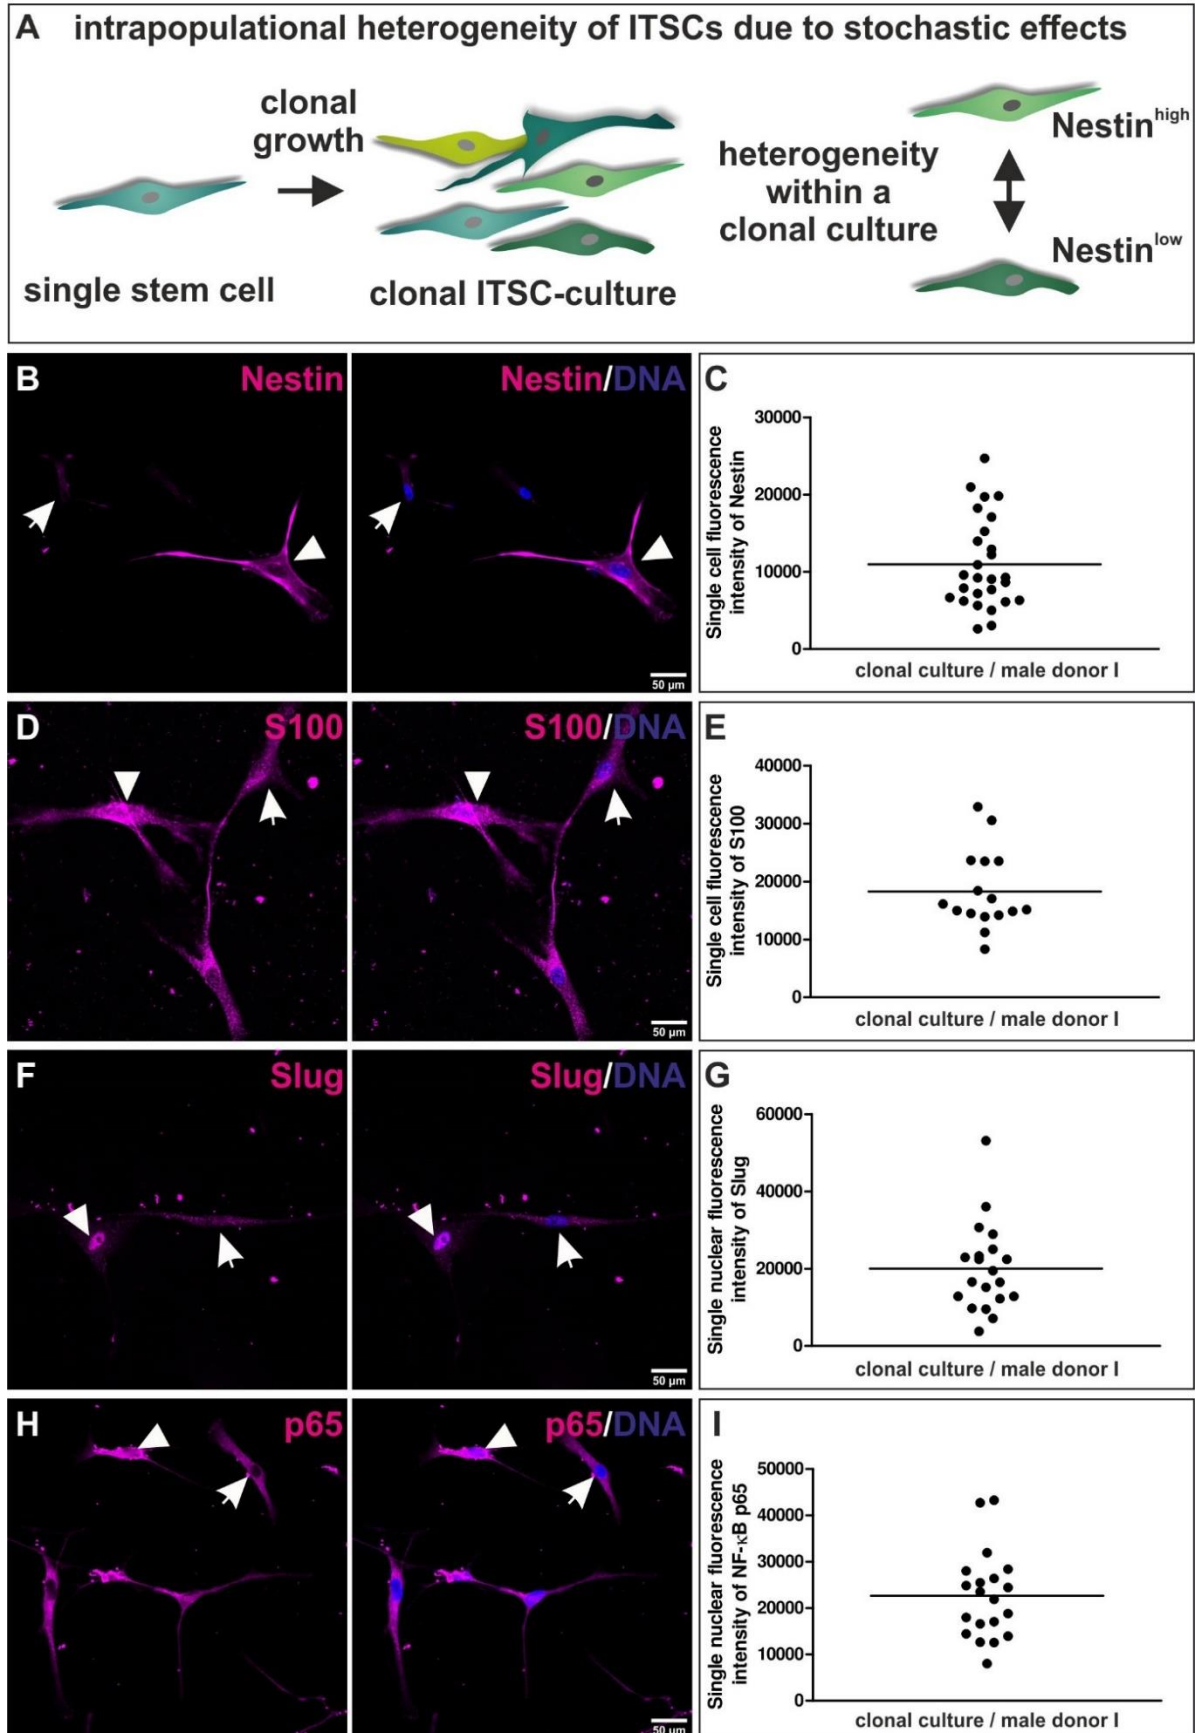 A intrapopulational heterogeneity of ITSCs due to stochastic effects
clonal
growth
single stem cell
clonal ITSC-culture
heterogeneity
within a
clonal culture
Nestin^high
Nestin^low
B Nestin
Nestin/DNA
50 µm
C
Single cell fluorescence
intensity of Nestin
30000
20000
10000
0
clonal culture / male donor I
D S100
S100/DNA
50 µm
E
Single cell fluorescence
intensity of S100
40000
30000
20000
10000
0
clonal culture / male donor I
F Slug
Slug/DNA
50 µm
G
Single nuclear fluorescence
intensity of Slug
60000
40000
20000
0
clonal culture / male donor I
H p65
p65/DNA
50 µm
I
Single nuclear fluorescence
intensity of NF-κB p65
50000
40000
30000
20000
10000
0
clonal culture / male donor I